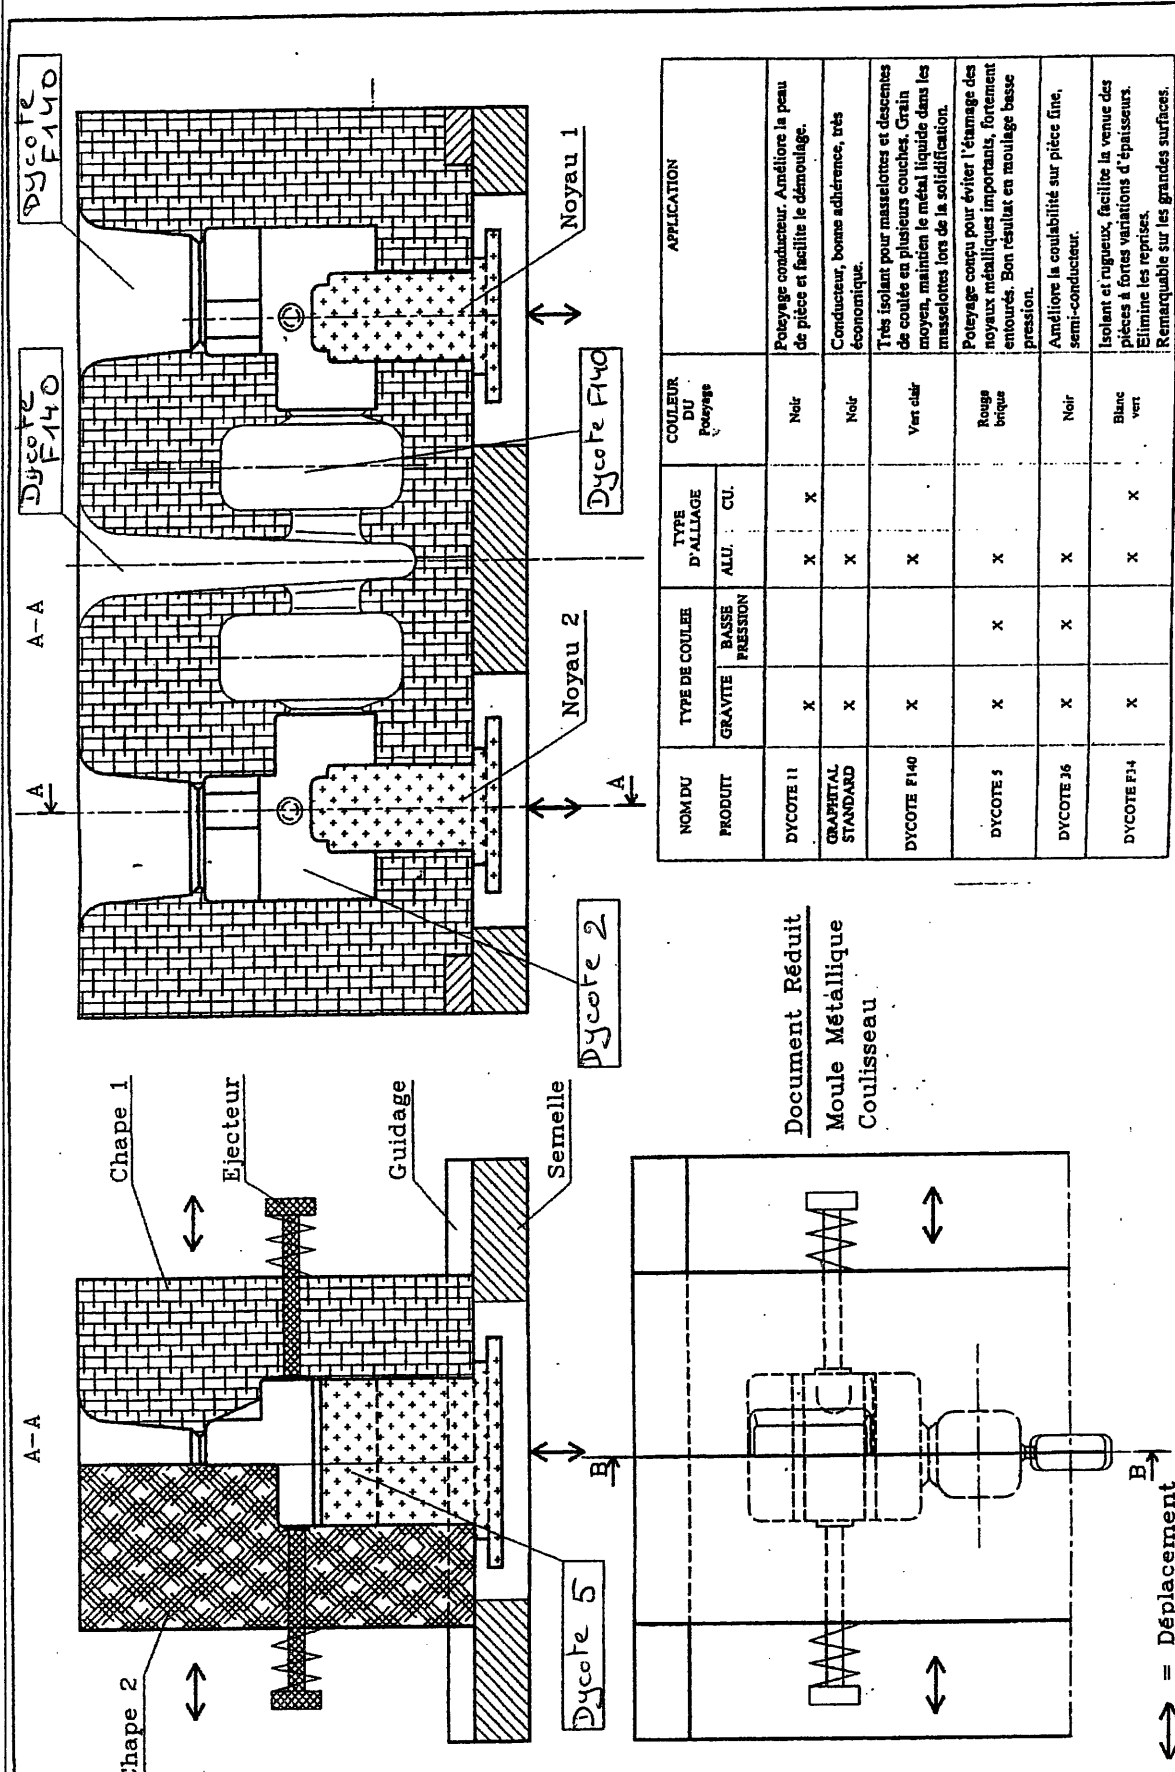 Dycote
F140
Dycote
F140
A-A
A
A
Noyau 1
Noyau 2
Dycote F140
Dycote 2
A-A
Chape 1
Ejecteur
Guidage
Semelle
Chape 2
Dycote 5
B
B
= Déplacement
Document Réduit
Moule Métallique
Coulisseau
NOM DU PRODUIT
TYPE DE COULEE
GRAVITE
BASSE PRESSION
TYPE D'ALLIAGE
ALU.
CU.
COULEUR DU Poteyage
APPLICATION
DYCOTE 11 X X X Noir Poteyage conducteur. Améliore la peau
de pièce et facilite le démoulage.
GRAPHITAL STANDARD X X Noir Conducteur, bonne adhérence, très
économique.
DYCOTE F140 X X Vert clair Très isolant pour masselottes et descentes
de coulée en plusieurs couches. Grain
moyen, maintien le métal liquide dans les
masselottes lors de la solidification.
DYCOTE 5 X X X Rouge brique Poteyage conçu pour éviter l'étamage des
noyaux métalliques importants, fortement
entourés. Bon résultat en moulage basse
pression.
DYCOTE 36 X X X Noir Améliore la coulabilité sur pièce fine,
semi-conducteur.
DYCOTE F34 X X X Blanc vert Isolant et rugueux, facilite la venue des
pièces à fortes variations d'épaisseurs.
Elimine les reprises.
Remarquable sur les grandes surfaces.